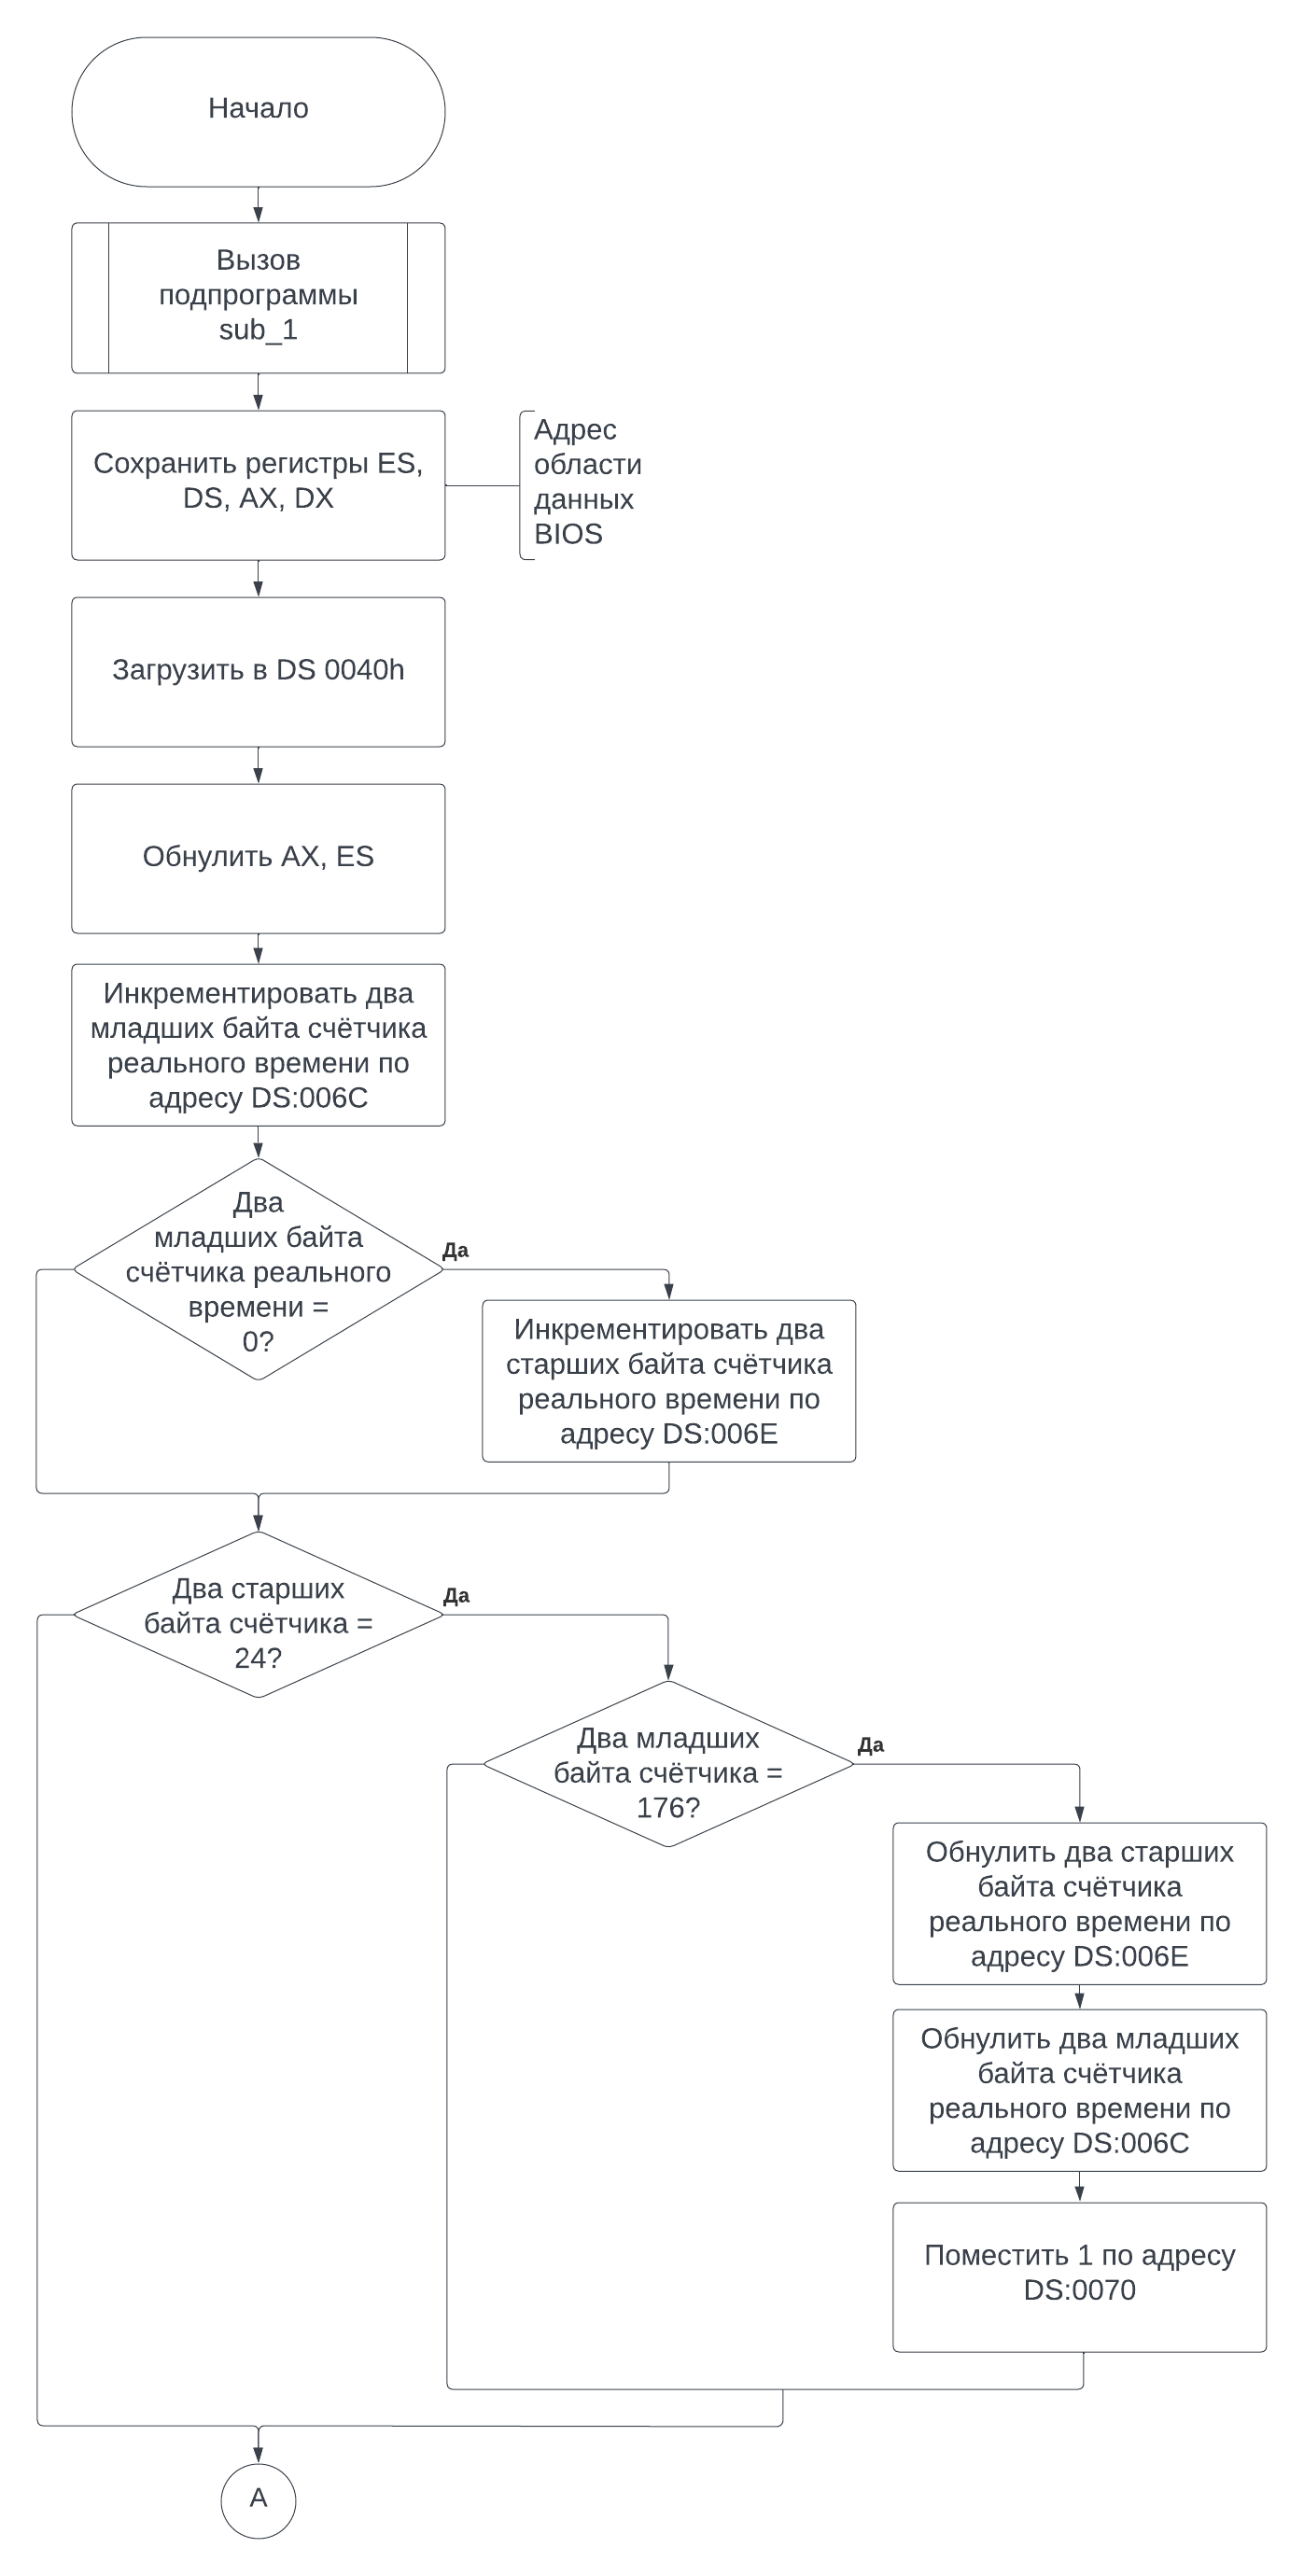 Начало
Вызов
подпрограммы
sub_1
Сохранить регистры ES,
DS, AX, DX
Адрес
области
данных
BIOS
Загрузить в DS 0040h
Обнулить AX, ES
Инкрементировать два
младших байта счётчика
реального времени по
адресу DS:006C
Два
младших байта
счётчика реального
времени =
0?
Да
Инкрементировать два
старших байта счётчика
реального времени по
адресу DS:006E
Два старших
байта счётчика =
24?
Да
Два младших
байта счётчика =
176?
Да
Обнулить два старших
байта счётчика
реального времени по
адресу DS:006E
Обнулить два младших
байта счётчика
реального времени по
адресу DS:006C
Поместить 1 по адресу
DS:0070
А